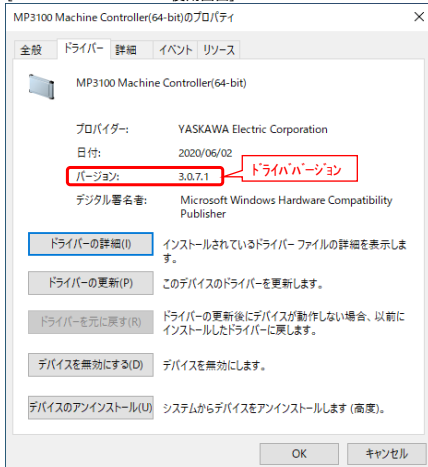 MP3100 Machine Controller(64-bit)のプロパティ
全般 ドライバー 詳細 イベント リソース
MP3100 Machine Controller(64-bit)
プロバイダー: YASKAWA Electric Corporation
日付: 2020/06/02
バージョン: 3.0.7.1
ﾄﾞﾗｲﾊﾞﾊﾞｰｼﾞｮﾝ
デジタル署名者: Microsoft Windows Hardware Compatibility
Publisher
ドライバーの詳細(I) インストールされているドライバー ファイルの詳細を表示しま
す。
ドライバーの更新(P) このデバイスのドライバーを更新します。
ドライバーを元に戻す(R) ドライバーの更新後にデバイスが動作しない場合、以前に
インストールしたドライバーに戻します。
デバイスを無効にする(D) デバイスを無効にします。
デバイスのアンインストール(U) システムからデバイスをアンインストールします (高度)。
OK キャンセル